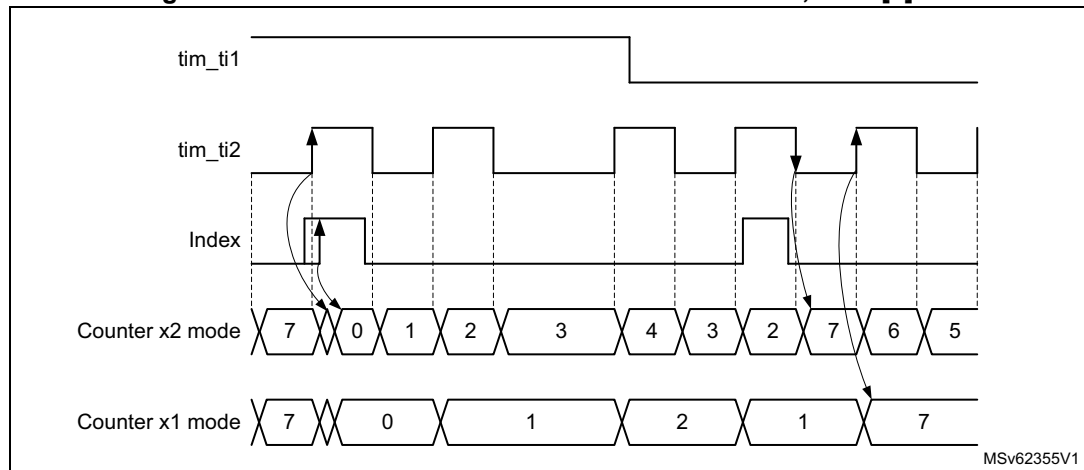 tim_ti1
tim_ti2
Index
Counter x2 mode 7 0 1 2 3 4 3 2 7 6 5
Counter x1 mode 7 0 1 2 1 7
MSv62355V1